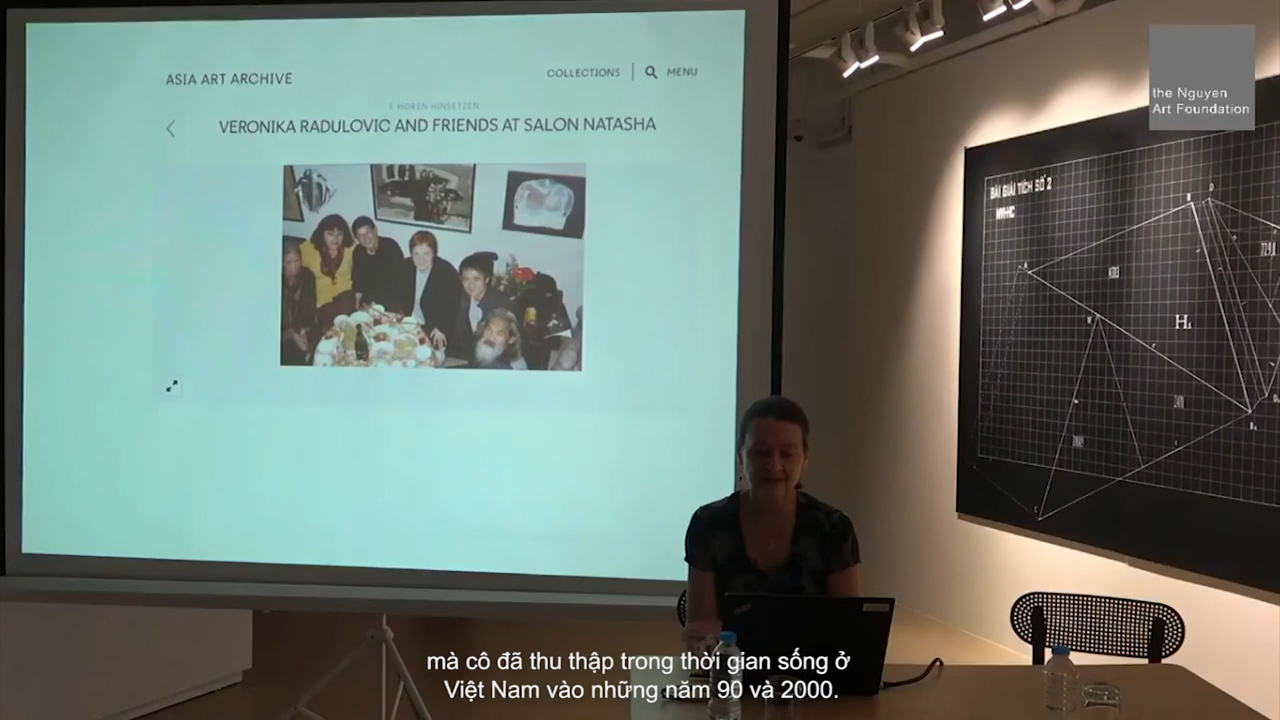 ASIA ART ARCHIVE
COLLECTIONS
MENU
VERONIKA RADULOVIC AND FRIENDS AT SALON NATASHA
the Nguyen
Art Foundation
BÀI GIẢI TÍCH SỐ 2
H₁
mà cô đã thu thập trong thời gian sống ở
Việt Nam vào những năm 90 và 2000.